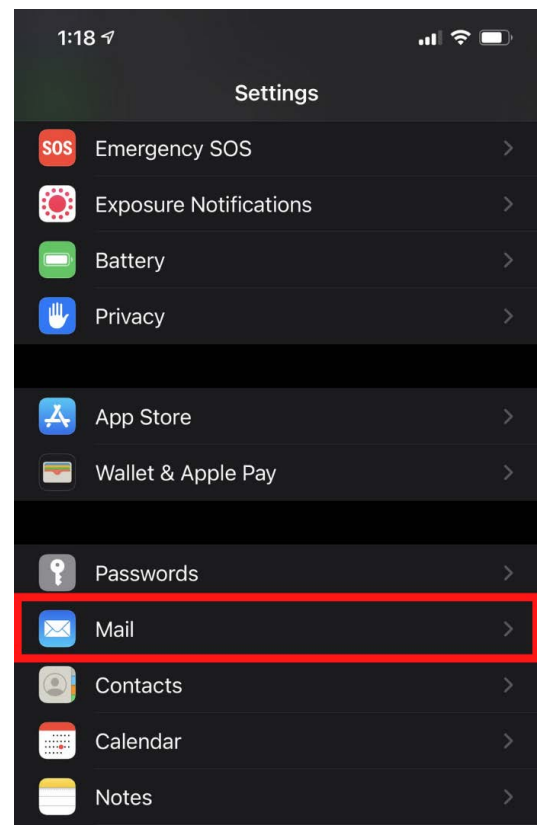 1:18
Settings
SOS Emergency SOS
Exposure Notifications
Battery
Privacy
App Store
Wallet & Apple Pay
Passwords
Mail
Contacts
Calendar
Notes